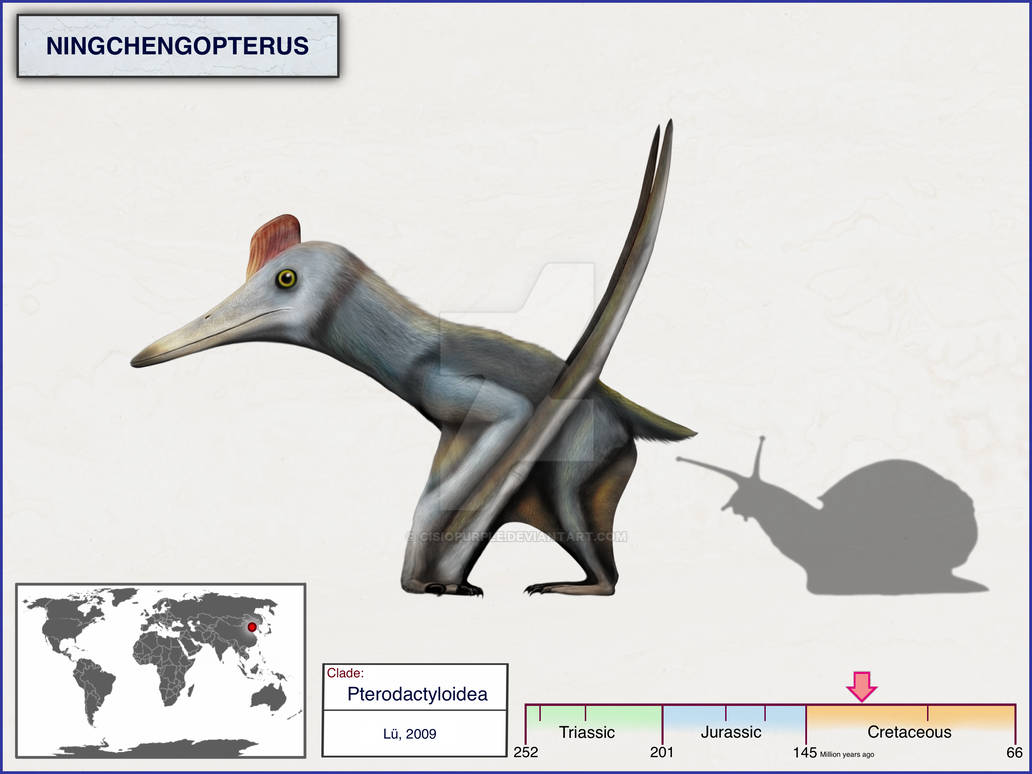 NINGCHENGOPTERUS
© CISIOPURPLE.DEVIANTART.COM
Clade:
Pterodactyloidea
Lü, 2009
Triassic
Jurassic
Cretaceous
252
201
145 Million years ago
66